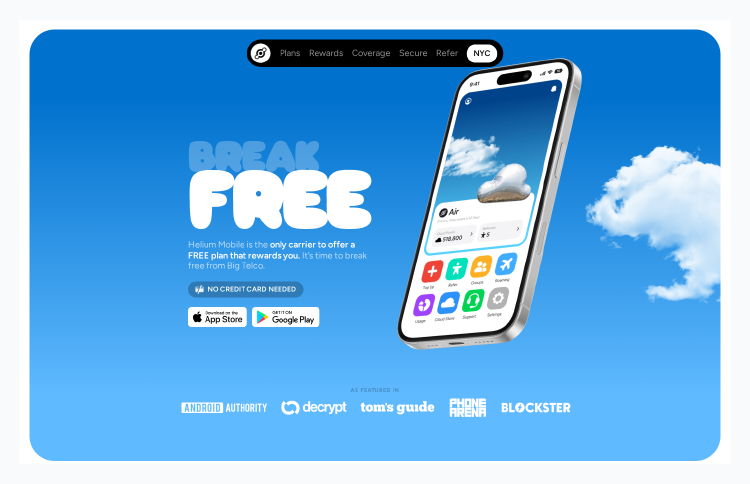 Plans Rewards Coverage Secure Refer NYC
9:41
BREAK
FREE
Helium Mobile is the only carrier to offer a
FREE plan that rewards you. It's time to break
free from Big Telco.
NO CREDIT CARD NEEDED
Download on the
App Store
GET IT ON
Google Play
Air
518,800
5
Top Up Refer Groups Roaming
Usage Cloud Store Support Settings
AS FEATURED IN
ANDROID AUTHORITY
decrypt
tom's guide
PHONE
ARENA
BLOCKSTER